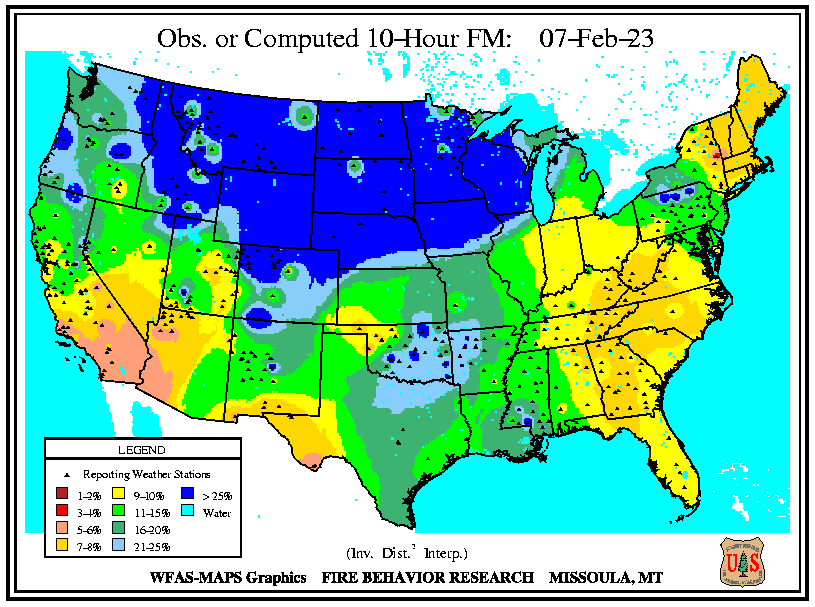 Obs. or Computed 10-Hour FM: 07-Feb-23
LEGEND
Reporting Weather Stations
1-2% 9-10% > 25%
3-4% 11-15% Water
5-6% 16-20%
7-8% 21-25%
(Inv. Dist.² Interp.)
WFAS-MAPS Graphics FIRE BEHAVIOR RESEARCH MISSOULA, MT
U S